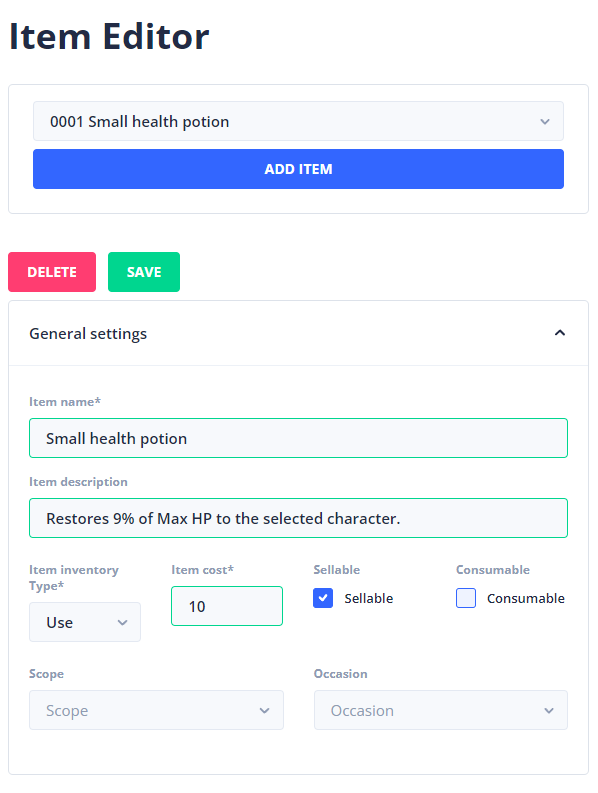 Item Editor
0001 Small health potion
ADD ITEM
DELETE SAVE
General settings
Item name*
Small health potion
Item description
Restores 9% of Max HP to the selected character.
Item inventory Type* Item cost* Sellable Consumable
Use 10 Sellable Consumable
Scope Occasion
Scope Occasion